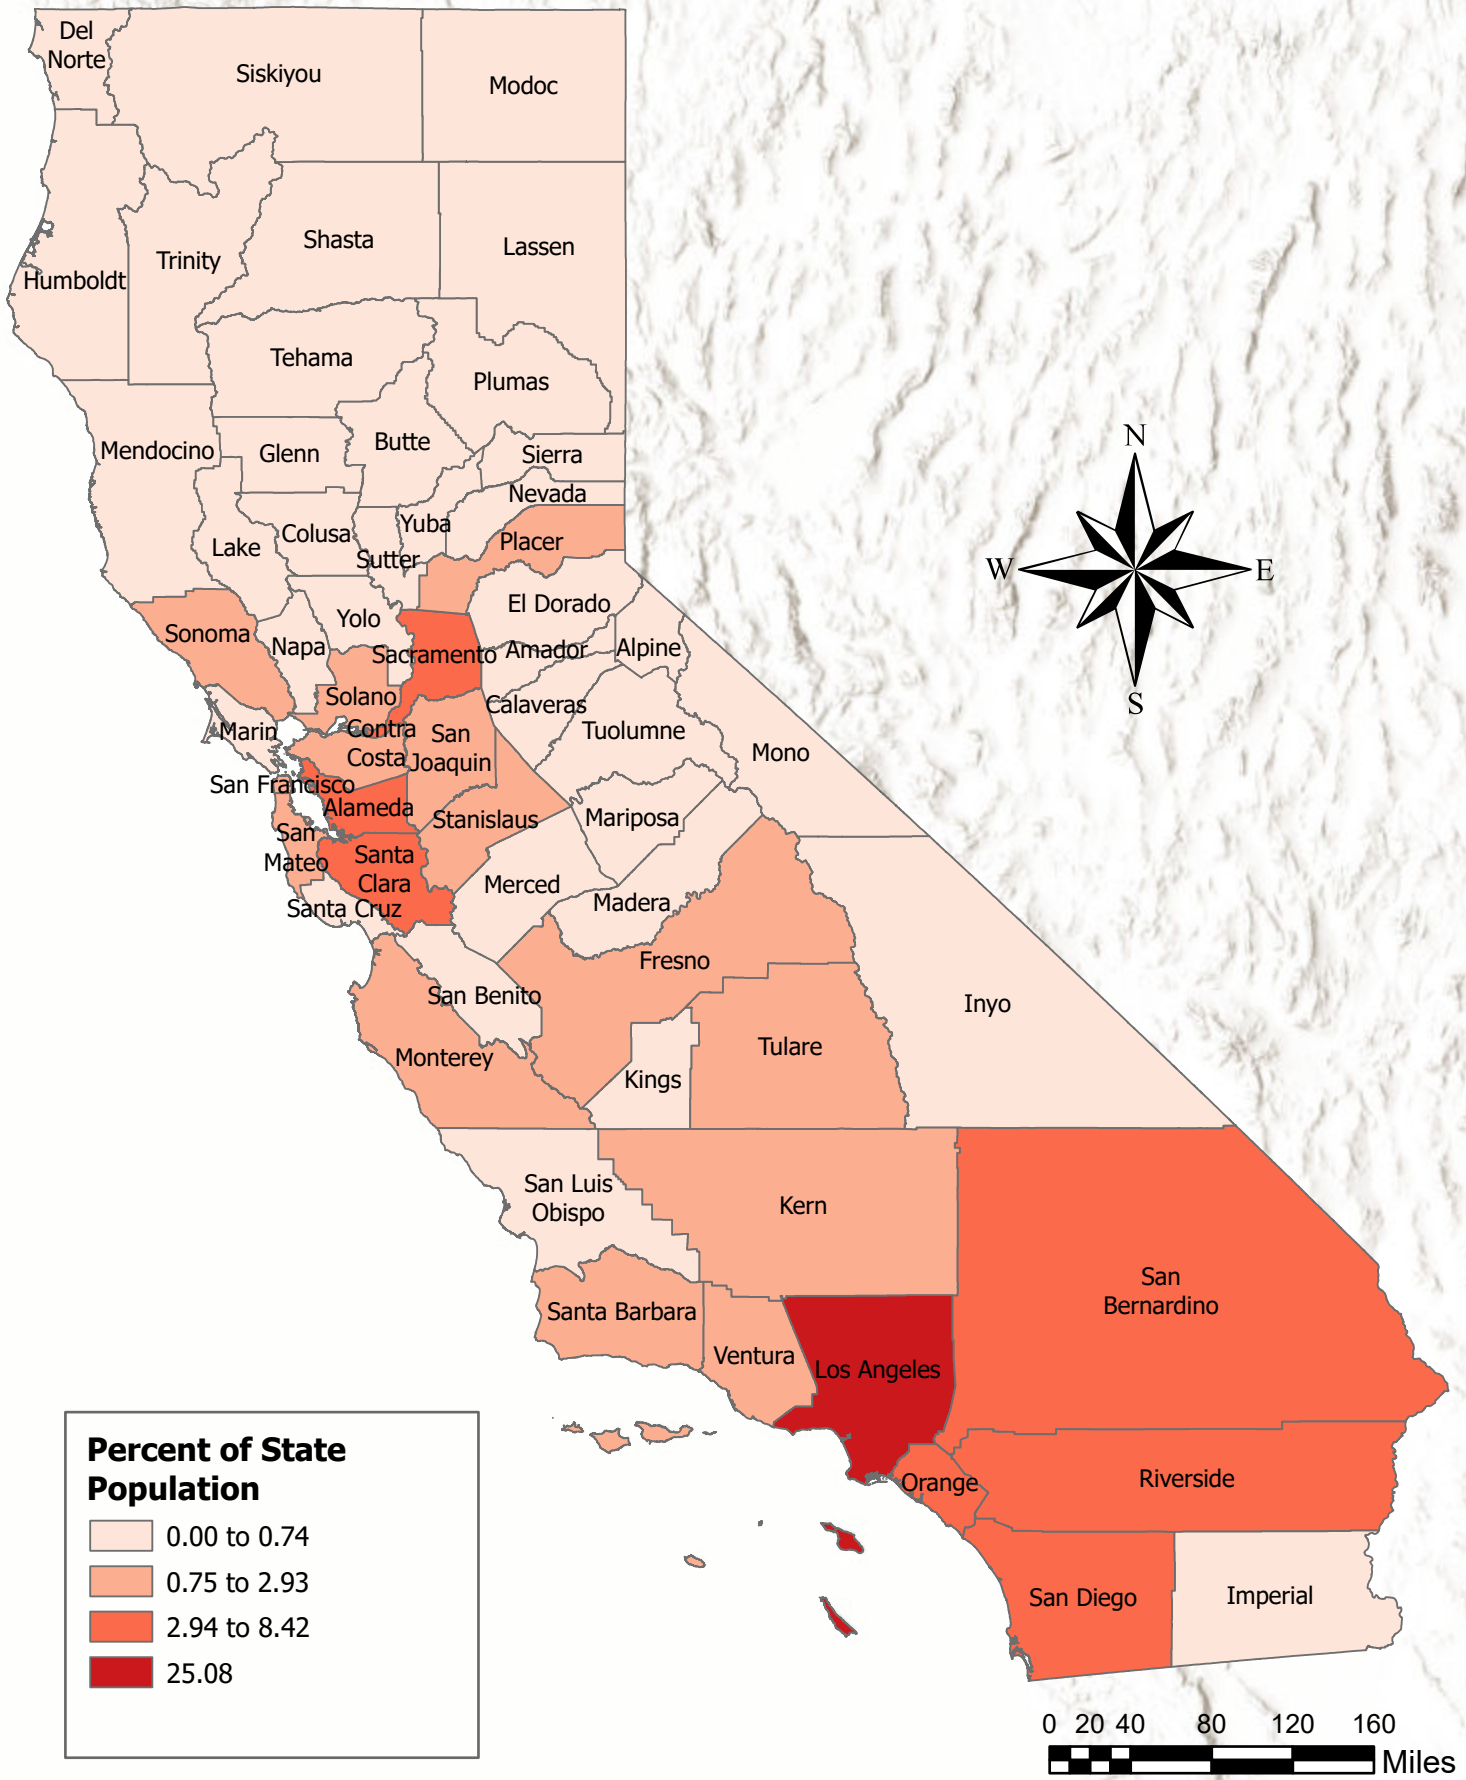 Del
Norte
Siskiyou
Modoc
Humboldt
Trinity
Shasta
Lassen
Tehama
Plumas
Mendocino
Glenn
Butte
Sierra
Nevada
Lake
Colusa
Sutter
Yuba
Placer
Sonoma
Napa
Yolo
El Dorado
Sacramento
Amador
Alpine
Solano
Calaveras
Marin
Contra
Costa
San
Joaquin
Tuolumne
Mono
San Francisco
Alameda
Stanislaus
Mariposa
San
Mateo
Santa
Clara
Merced
Madera
Santa Cruz
Fresno
San Benito
Inyo
Monterey
Kings
Tulare
San Luis
Obispo
Kern
San
Bernardino
Santa Barbara
Ventura
Los Angeles
Orange
Riverside
San Diego
Imperial
N
W
E
S
Percent of State
Population
0.00 to 0.74
0.75 to 2.93
2.94 to 8.42
25.08
0 20 40 80 120 160
Miles